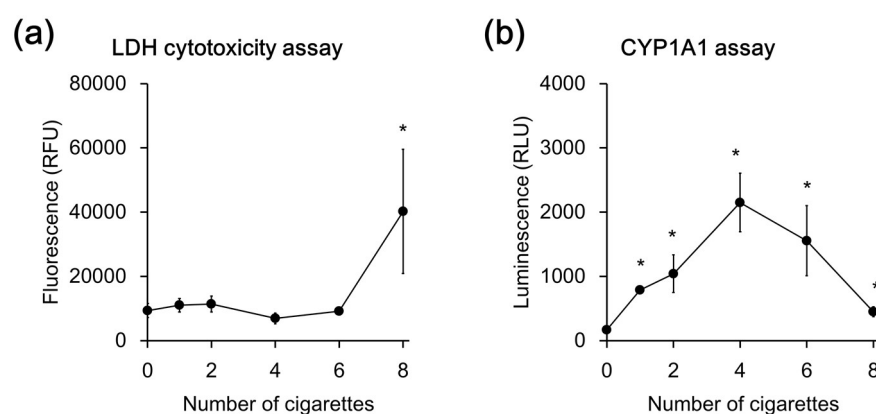 (a)
LDH cytotoxicity assay
Fluorescence (RFU)
80000
60000
40000
20000
0
*
0 2 4 6 8
Number of cigarettes
(b)
CYP1A1 assay
Luminescence (RLU)
4000
3000
2000
1000
0
* * * * *
0 2 4 6 8
Number of cigarettes